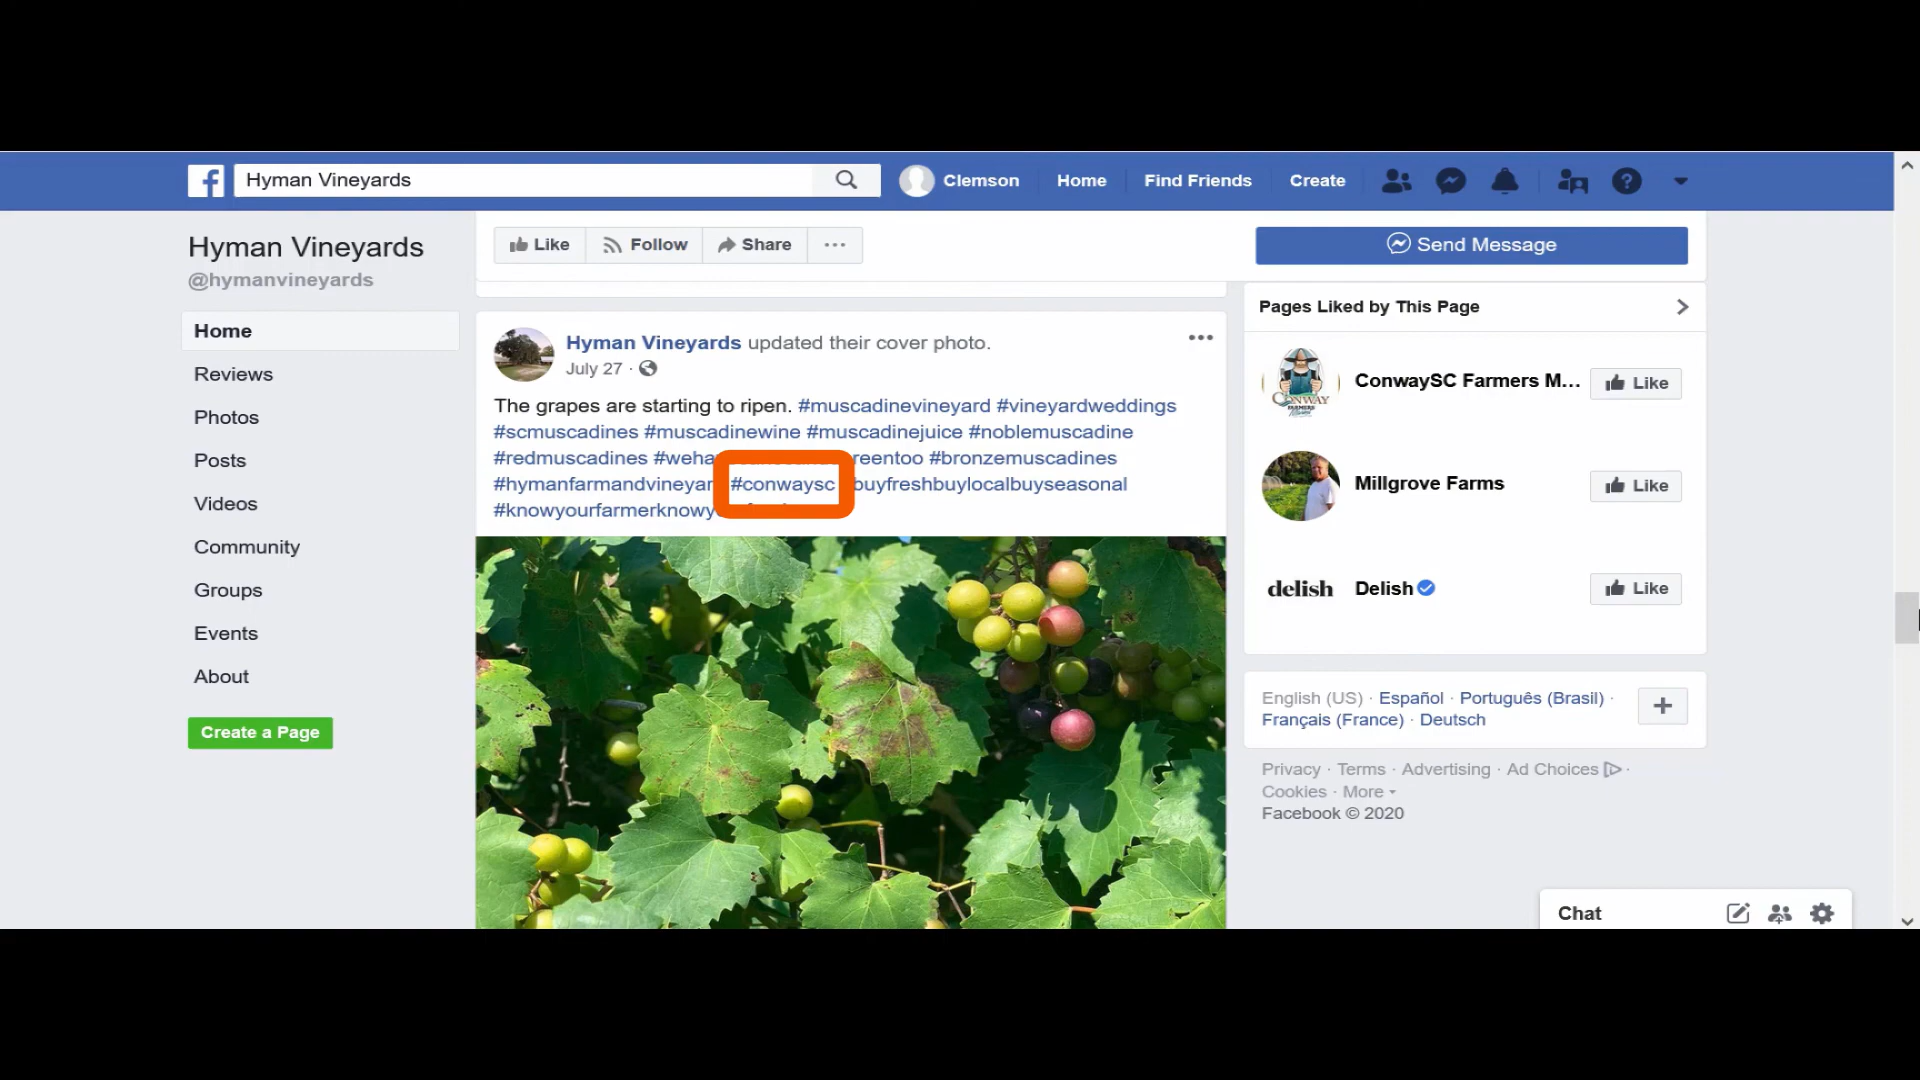 Hyman Vineyards
Clemson
Home
Find Friends
Create
Hyman Vineyards
@hymanvineyards
Home
Reviews
Photos
Posts
Videos
Community
Groups
Events
About
Create a Page
Like
Follow
Share
Send Message
Hyman Vineyards updated their cover photo.
July 27 ·
The grapes are starting to ripen. #muscadinevineyard #vineyardweddings
#scmuscadines #muscadinewine #muscadinejuice #noblemuscadine
#redmuscadines #bronzemuscadines
#conwaysc buyfreshbuylocalbuyseasonal
Pages Liked by This Page
CONWAY FARMERS
ConwaySC Farmers M...
Like
Millgrove Farms
Like
delish
Delish
Like
English (US) · Español · Português (Brasil) ·
Français (France) · Deutsch
Privacy · Terms · Advertising · Ad Choices ·
Cookies · More
Facebook © 2020
Chat